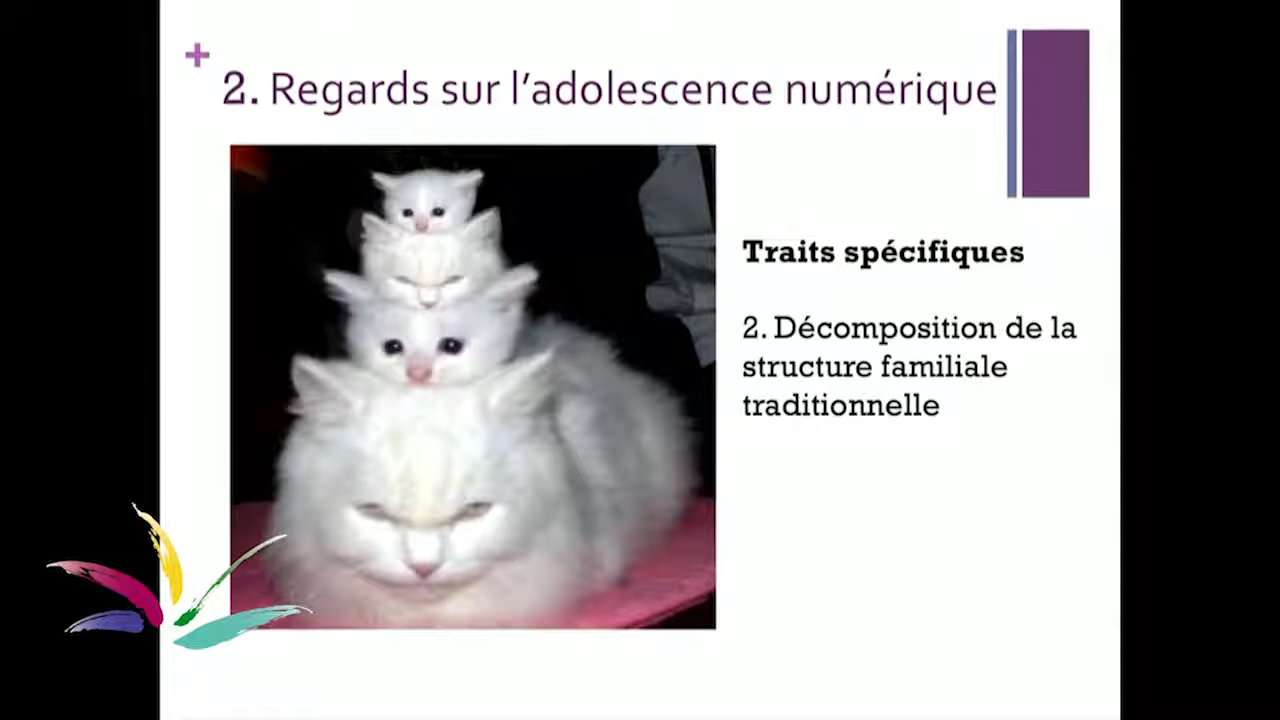 2. Regards sur l’adolescence numérique
Traits spécifiques
2. Décomposition de la
structure familiale
traditionnelle